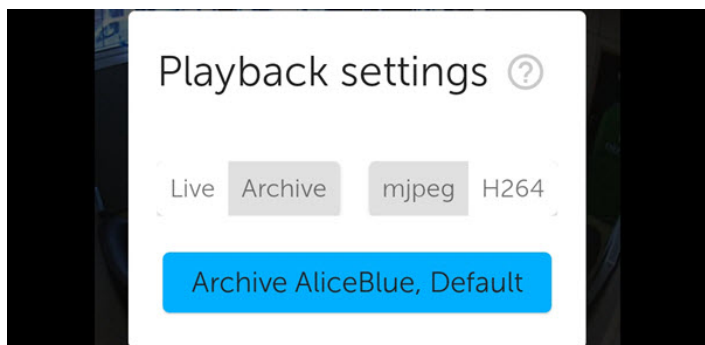 Playback settings ?
Live Archive mjpeg H264
Archive AliceBlue, Default